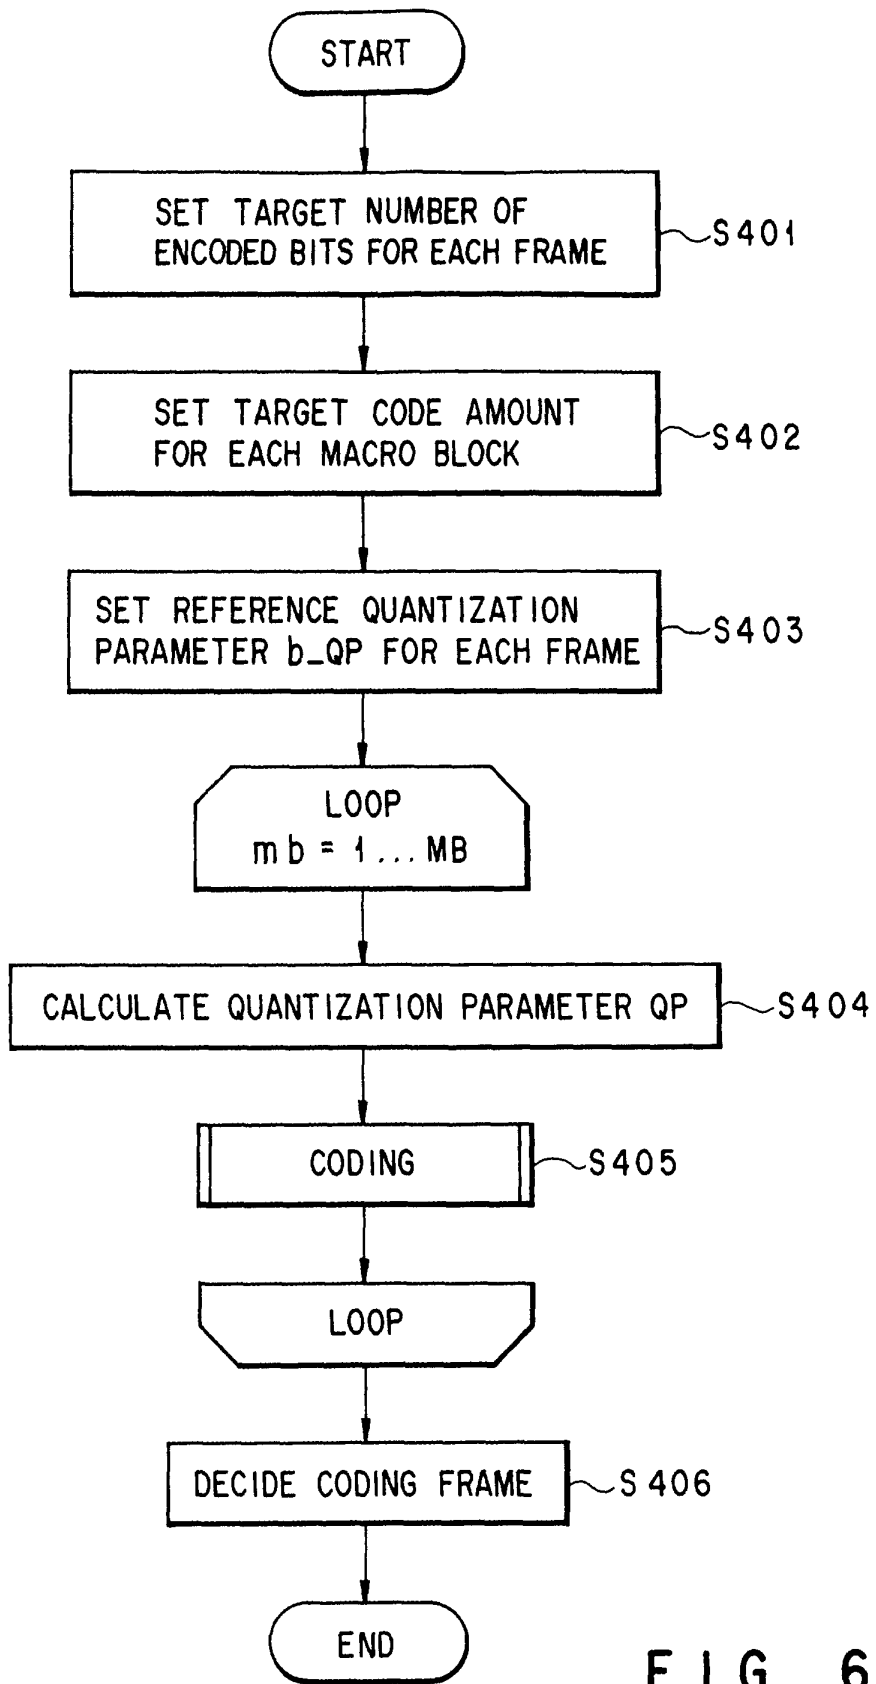 START
SET TARGET NUMBER OF
ENCODED BITS FOR EACH FRAME
S401
SET TARGET CODE AMOUNT
FOR EACH MACRO BLOCK
S402
SET REFERENCE QUANTIZATION
PARAMETER b_QP FOR EACH FRAME
S403
LOOP
mb = 1 ... MB
CALCULATE QUANTIZATION PARAMETER QP
S404
CODING
S405
LOOP
DECIDE CODING FRAME
S406
END
FIG. 6